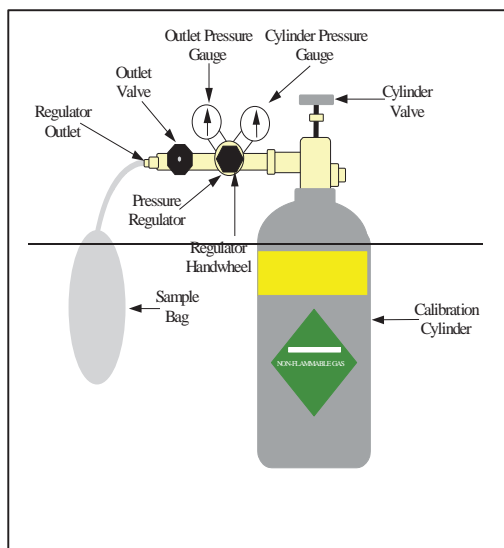 Outlet Pressure
Gauge
Cylinder Pressure
Gauge
Outlet
Valve
Cylinder
Valve
Regulator
Outlet
Pressure
Regulator
Regulator
Handwheel
Sample
Bag
Calibration
Cylinder
NON-FLAMMABLE GAS